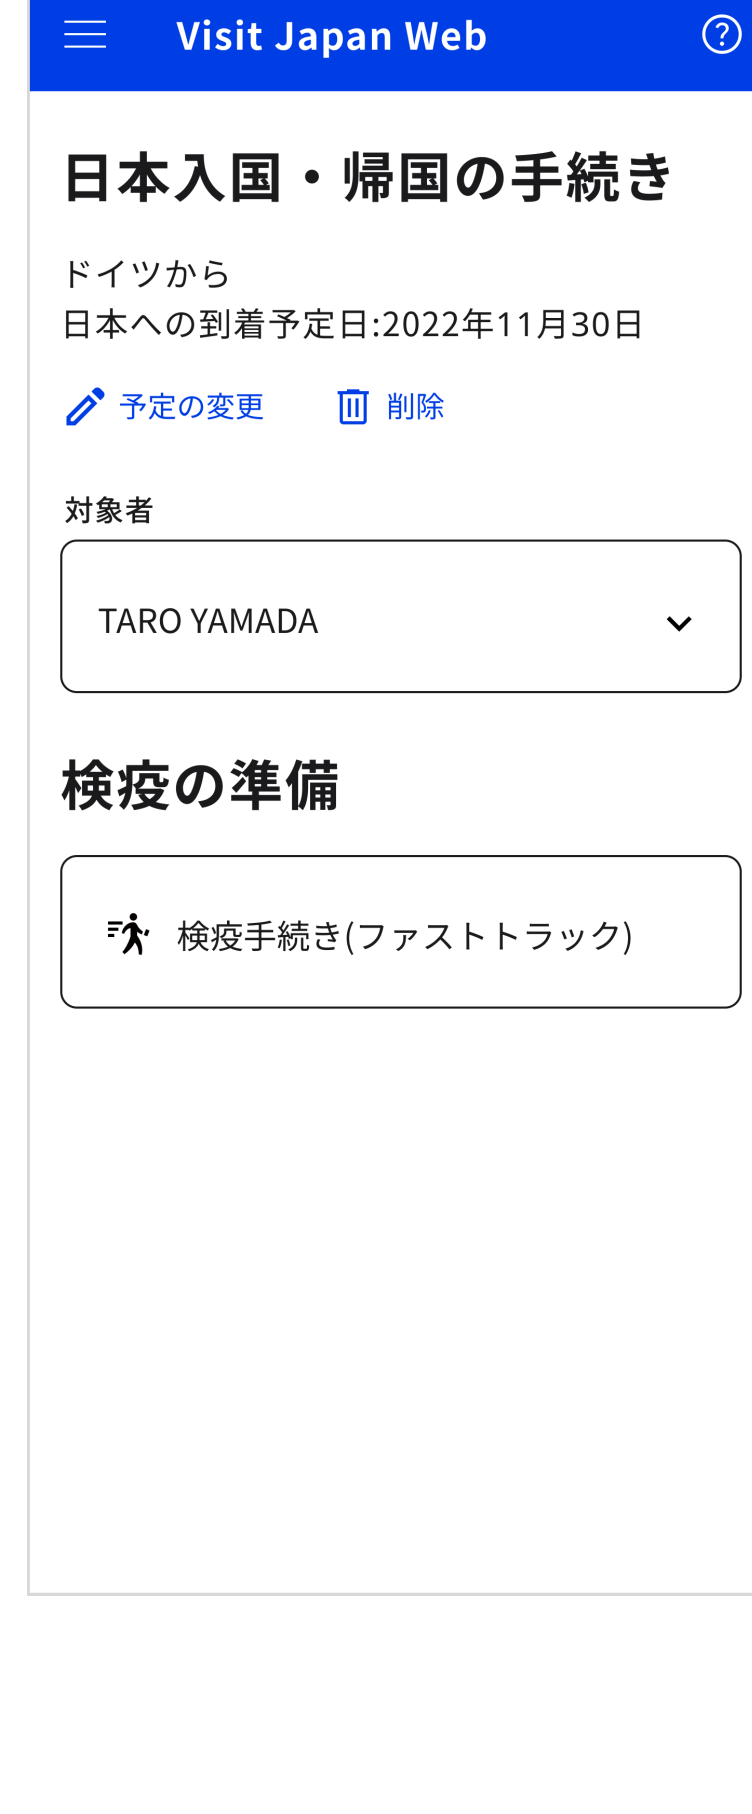 Visit Japan Web
日本入国・帰国の手続き
ドイツから
日本への到着予定日:2022年11月30日
予定の変更 削除
対象者
TARO YAMADA
検疫の準備
検疫手続き(ファストトラック)